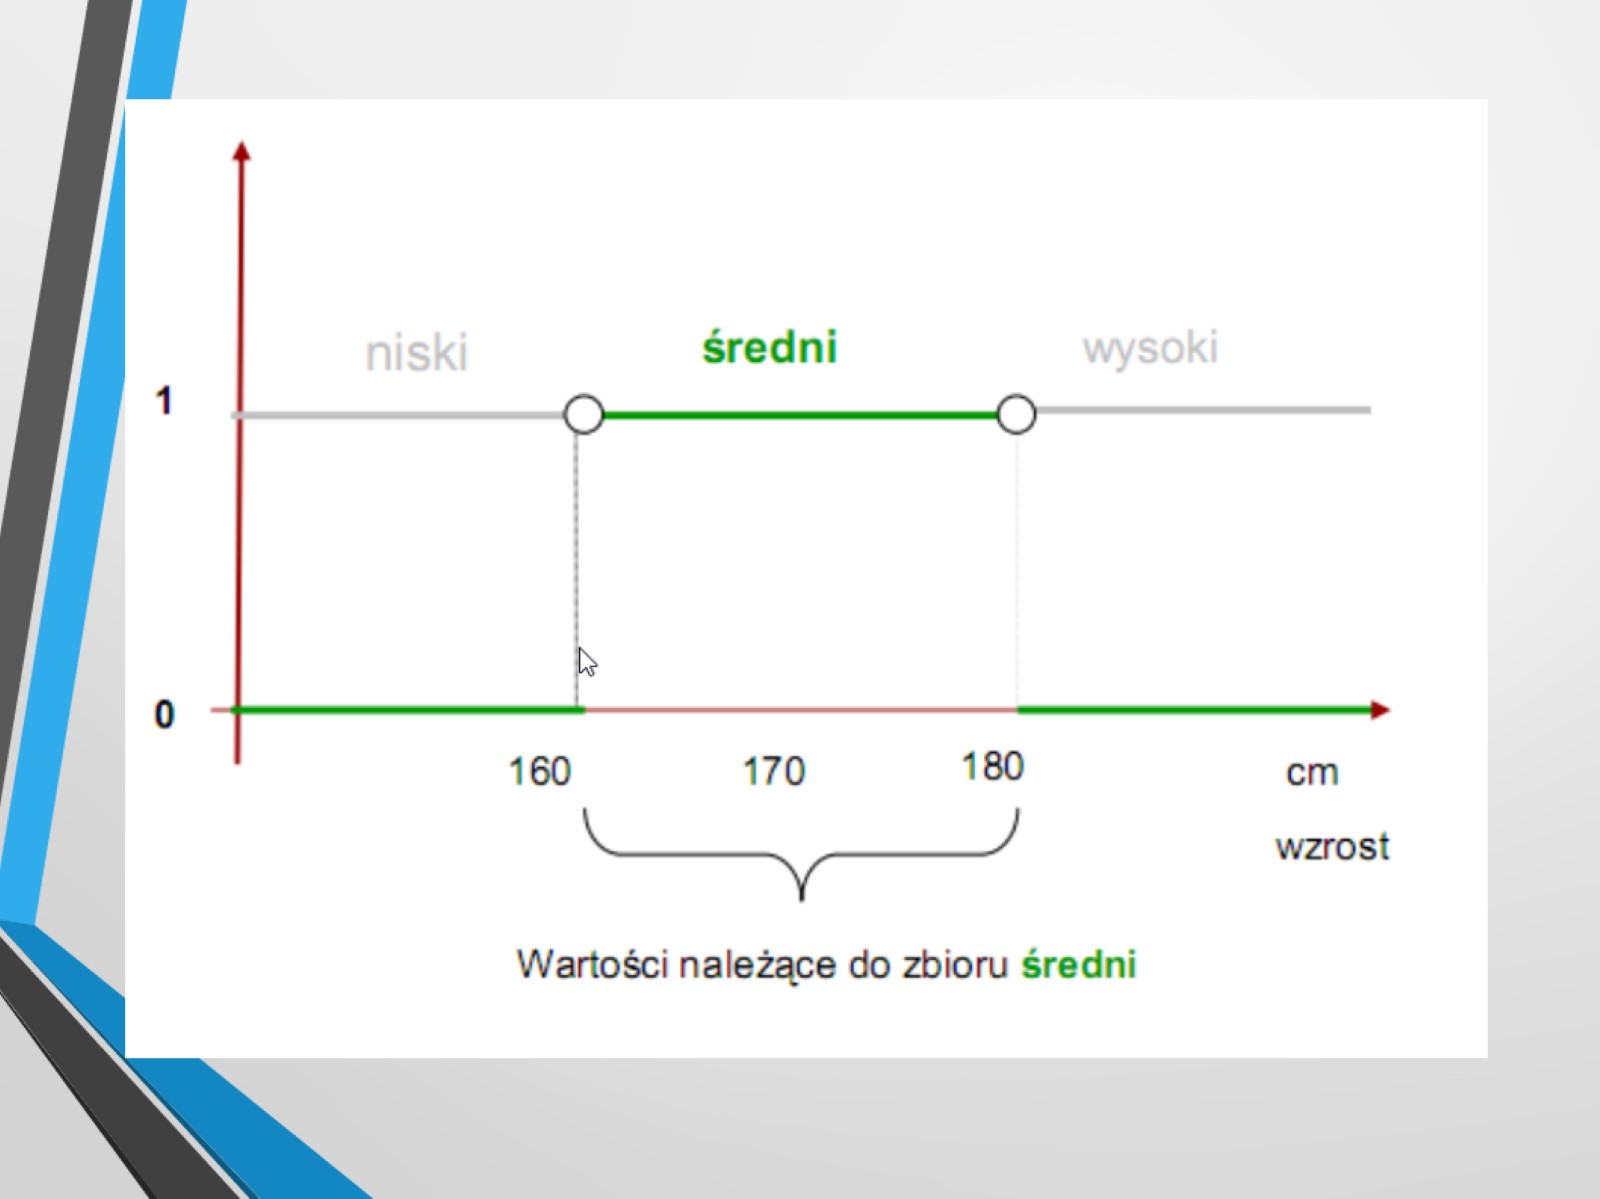 niski
średni
wysoki
1
0
160
170
180
cm
wzrost
Wartości należące do zbioru średni